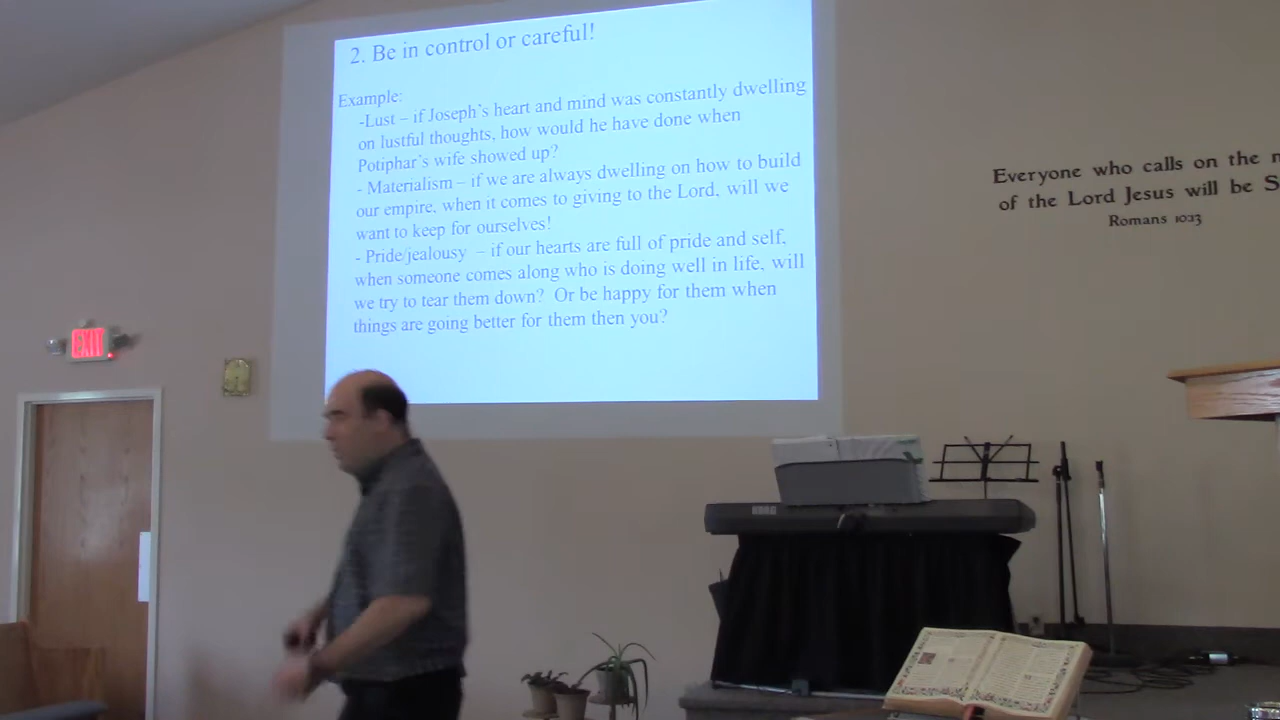 2. Be in control or careful!
Example:
-Lust – if Joseph's heart and mind was constantly dwelling
on lustful thoughts, how would he have done when
Potiphar's wife showed up?
- Materialism – if we are always dwelling on how to build
our empire, when it comes to giving to the Lord, will we
want to keep for ourselves!
- Pride/jealousy – if our hearts are full of pride and self,
when someone comes along who is doing well in life, will
we try to tear them down? Or be happy for them when
things are going better for them then you?
Everyone who calls on the
of the Lord Jesus will be
Romans 10:13
EXIT
KORG